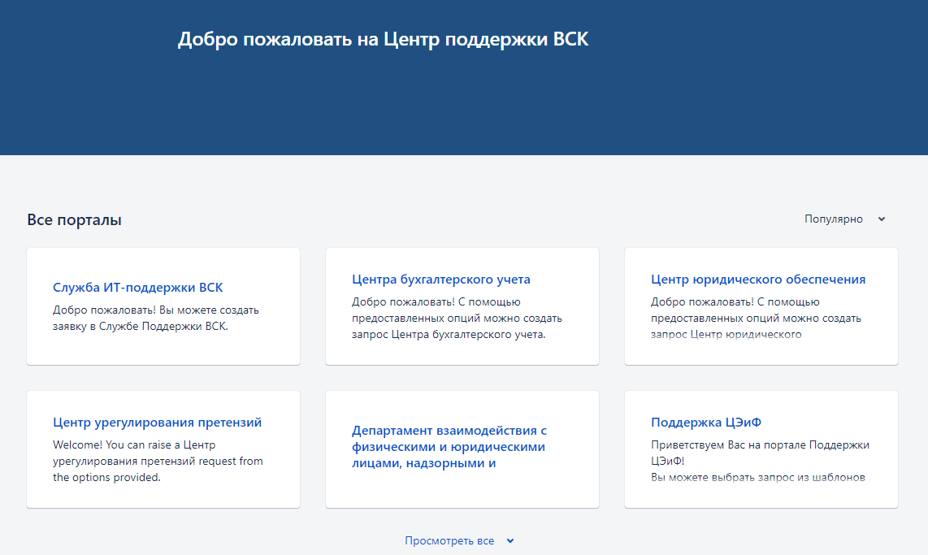 Добро пожаловать на Центр поддержки ВСК
Все порталы
Популярно
Служба ИТ-поддержки ВСК
Добро пожаловать! Вы можете создать
заявку в Службе Поддержки ВСК.
Центра бухгалтерского учета
Добро пожаловать! С помощью
предоставленных опций можно создать
запрос Центра бухгалтерского учета.
Центр юридического обеспечения
Добро пожаловать! С помощью
предоставленных опций можно создать
запрос Центр юридического
Центр урегулирования претензий
Welcome! You can raise a Центр
урегулирования претензий request from
the options provided.
Департамент взаимодействия с
физическими и юридическими
лицами, надзорными и
Поддержка ЦЭиФ
Приветствуем Вас на портале Поддержки
ЦЭиФ!
Вы можете выбрать запрос из шаблонов
Просмотреть все